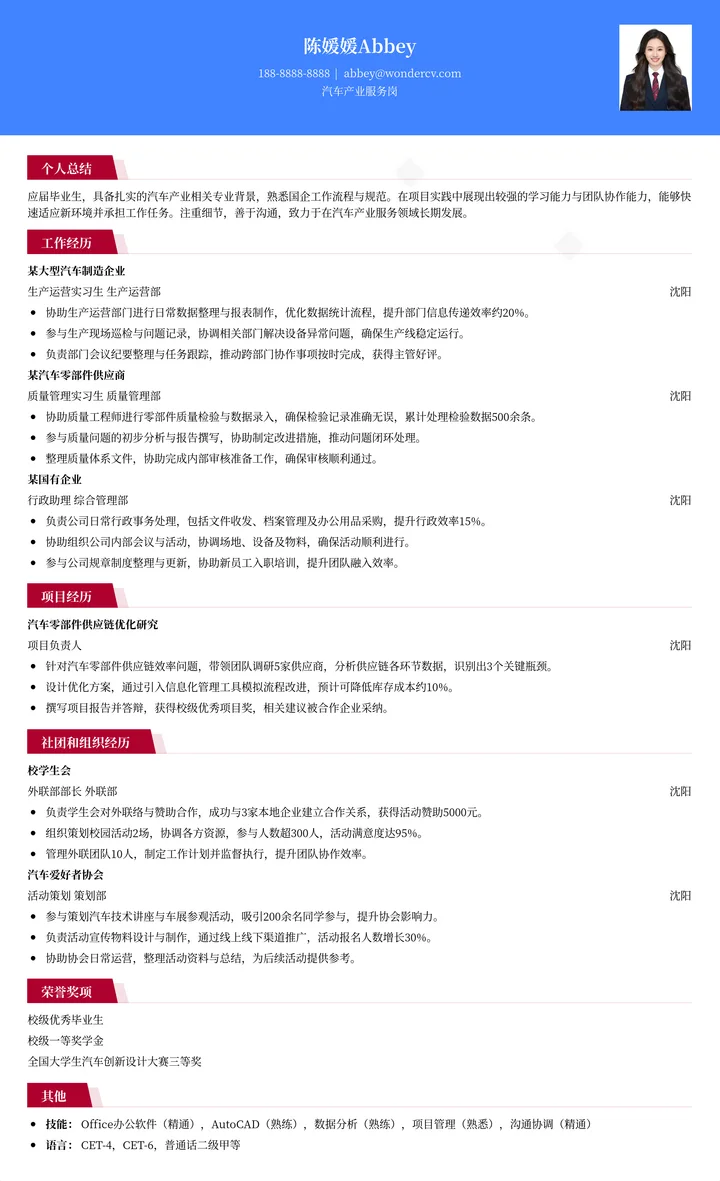 陈媛媛Abbey
188-8888-8888 | abbey@wondercv.com
汽车产业服务岗
个人总结
应届毕业生，具备扎实的汽车产业相关专业背景，熟悉国企工作流程与规范。在项目实践中展现出较强的学习能力与团队协作能力，能够快
速适应新环境并承担工作任务。注重细节，善于沟通，致力于在汽车产业服务领域长期发展。
工作经历
某大型汽车制造企业
生产运营实习生 生产运营部 沈阳
• 协助生产运营部门进行日常数据整理与报表制作，优化数据统计流程，提升部门信息传递效率约20%。
• 参与生产现场巡检与问题记录，协调相关部门解决设备异常问题，确保生产线稳定运行。
• 负责部门会议纪要整理与任务跟踪，推动跨部门协作事项按时完成，获得主管好评。
某汽车零部件供应商
质量管理实习生 质量管理部 沈阳
• 协助质量工程师进行零部件质量检验与数据录入，确保检验记录准确无误，累计处理检验数据500余条。
• 参与质量问题的初步分析与报告撰写，协助制定改进措施，推动问题闭环处理。
• 整理质量体系文件，协助完成内部审核准备工作，确保审核顺利通过。
某国有企业
行政助理 综合管理部 沈阳
• 负责公司日常行政事务处理，包括文件收发、档案管理及办公用品采购，提升行政效率15%。
• 协助组织公司内部会议与活动，协调场地、设备及物料，确保活动顺利进行。
• 参与公司规章制度整理与更新，协助新员工入职培训，提升团队融入效率。
项目经历
汽车零部件供应链优化研究
项目负责人 沈阳
• 针对汽车零部件供应链效率问题，带领团队调研5家供应商，分析供应链各环节数据，识别出3个关键瓶颈。
• 设计优化方案，通过引入信息化管理工具模拟流程改进，预计可降低库存成本约10%。
• 撰写项目报告并答辩，获得校级优秀项目奖，相关建议被合作企业采纳。
社团和组织经历
校学生会
外联部部长 外联部 沈阳
• 负责学生会对外联络与赞助合作，成功与3家本地企业建立合作关系，获得活动赞助5000元。
• 组织策划校园活动2场，协调各方资源，参与人数超300人，活动满意度达95%。
• 管理外联团队10人，制定工作计划并监督执行，提升团队协作效率。
汽车爱好者协会
活动策划 策划部 沈阳
• 参与策划汽车技术讲座与车展参观活动，吸引200余名同学参与，提升协会影响力。
• 负责活动宣传物料设计与制作，通过线上线下渠道推广，活动报名人数增长30%。
• 协助协会日常运营，整理活动资料与总结，为后续活动提供参考。
荣誉奖项
校级优秀毕业生
校级一等奖学金
全国大学生汽车创新设计大赛三等奖
其他
• 技能： Office办公软件（精通），AutoCAD（熟练），数据分析（熟练），项目管理（熟悉），沟通协调（精通）
• 语言： CET-4，CET-6，普通话二级甲等